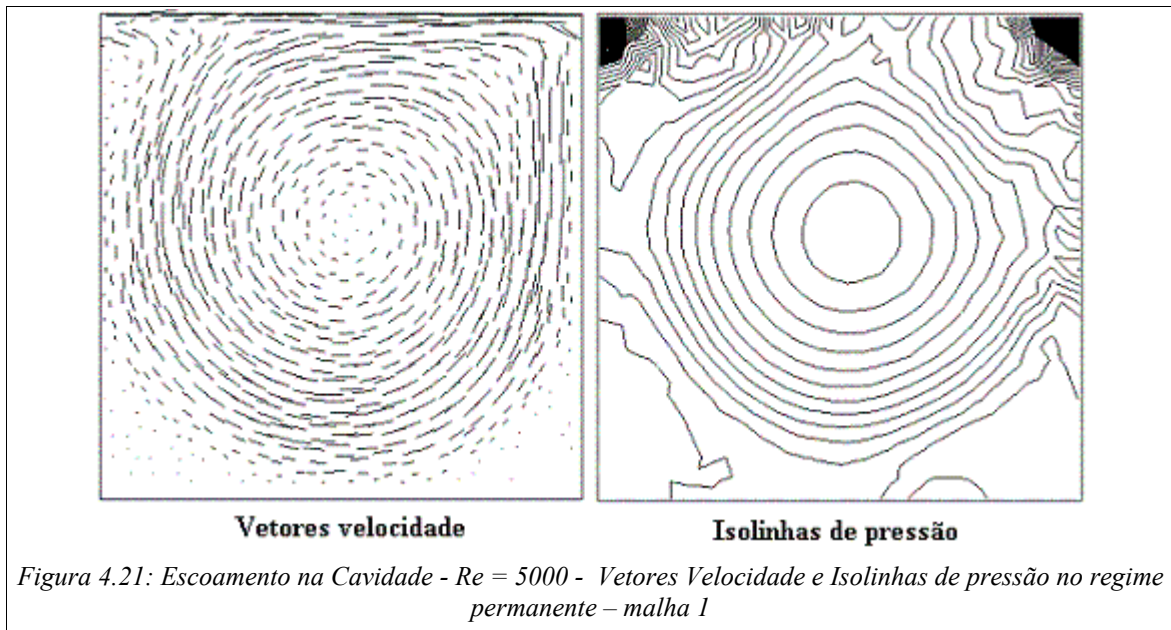 Vetores velocidade
Isolinhas de pressão
Figura 4.21: Escoamento na Cavidade - Re = 5000 - Vetores Velocidade e Isolinhas de pressão no regime
permanente – malha 1